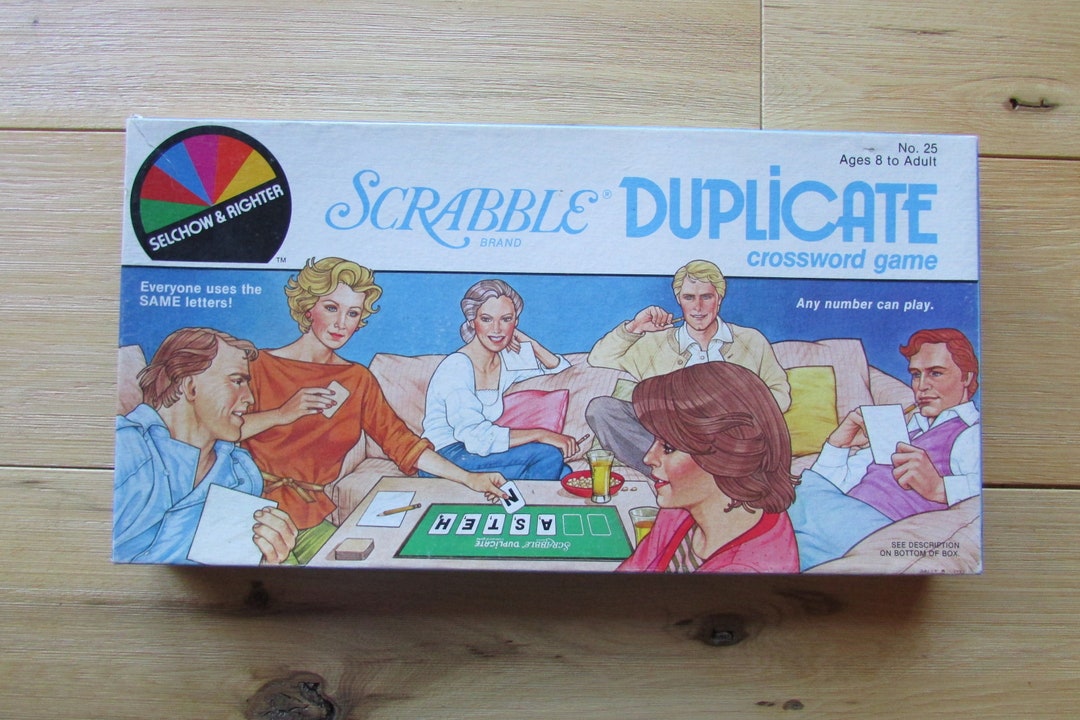 No. 25
Ages 8 to Adult
SELCHOW & RIGHTER
TM
SCRABBLE® DUPLiCATE
BRAND
crossword game
Everyone uses the
SAME letters!
Any number can play.
N
H E T S A
SCRABBLE DUPLiCATE
SEE DESCRIPTION
ON BOTTOM OF BOX